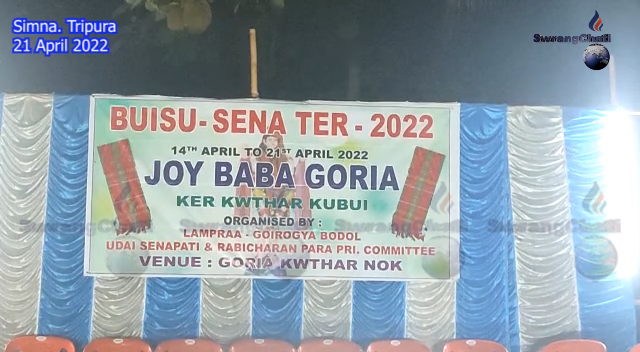 Simna. Tripura
21 April 2022
SwrangChati
BUISU- SENA TER - 2022
14TH APRIL TO 21ST APRIL 2022
JOY BABA GORIA
KER KWTHAR KUBUI
ORGANISED BY :
LAMPRAA - GOIROGYA BODOL
UDAI SENAPATI & RABICHARAN PARA PRI. COMMITTEE
VENUE : GORIA KWTHAR NOK